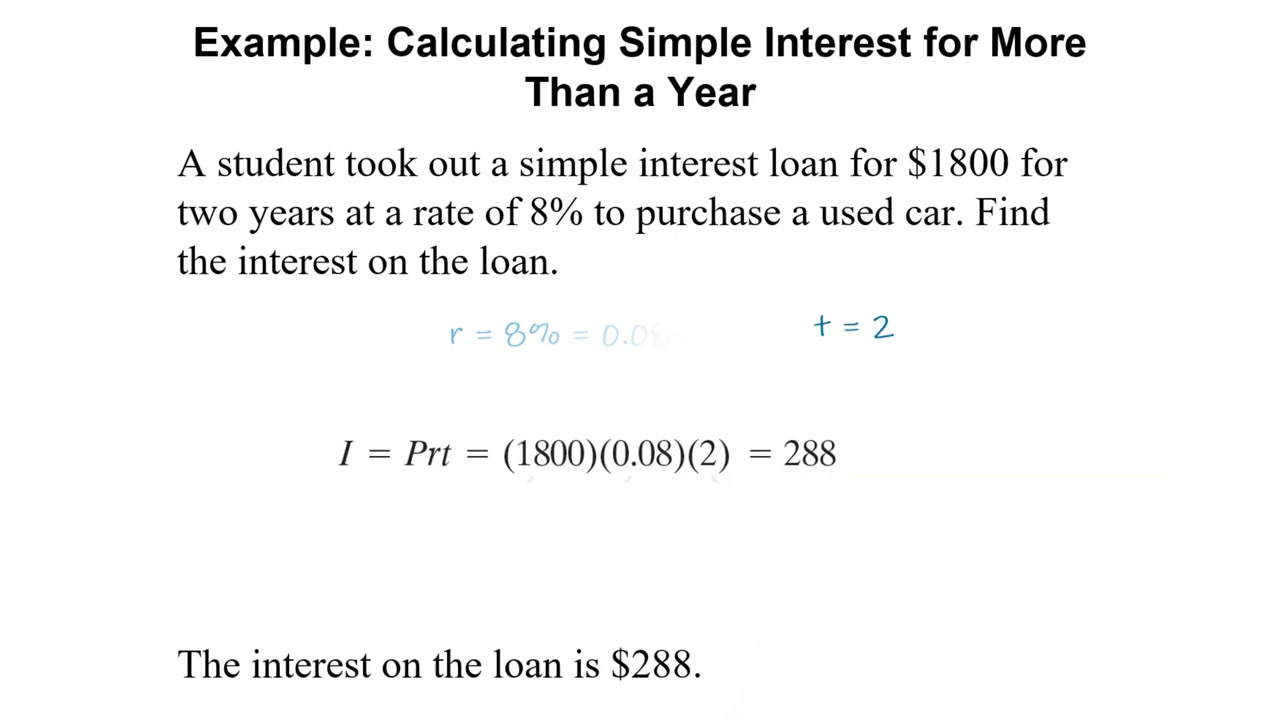 Example: Calculating Simple Interest for More
Than a Year
A student took out a simple interest loan for $1800 for
two years at a rate of 8% to purchase a used car. Find
the interest on the loan.
r = 8% = 0.08 t = 2
I = Prt = (1800)(0.08)(2) = 288
The interest on the loan is $288.